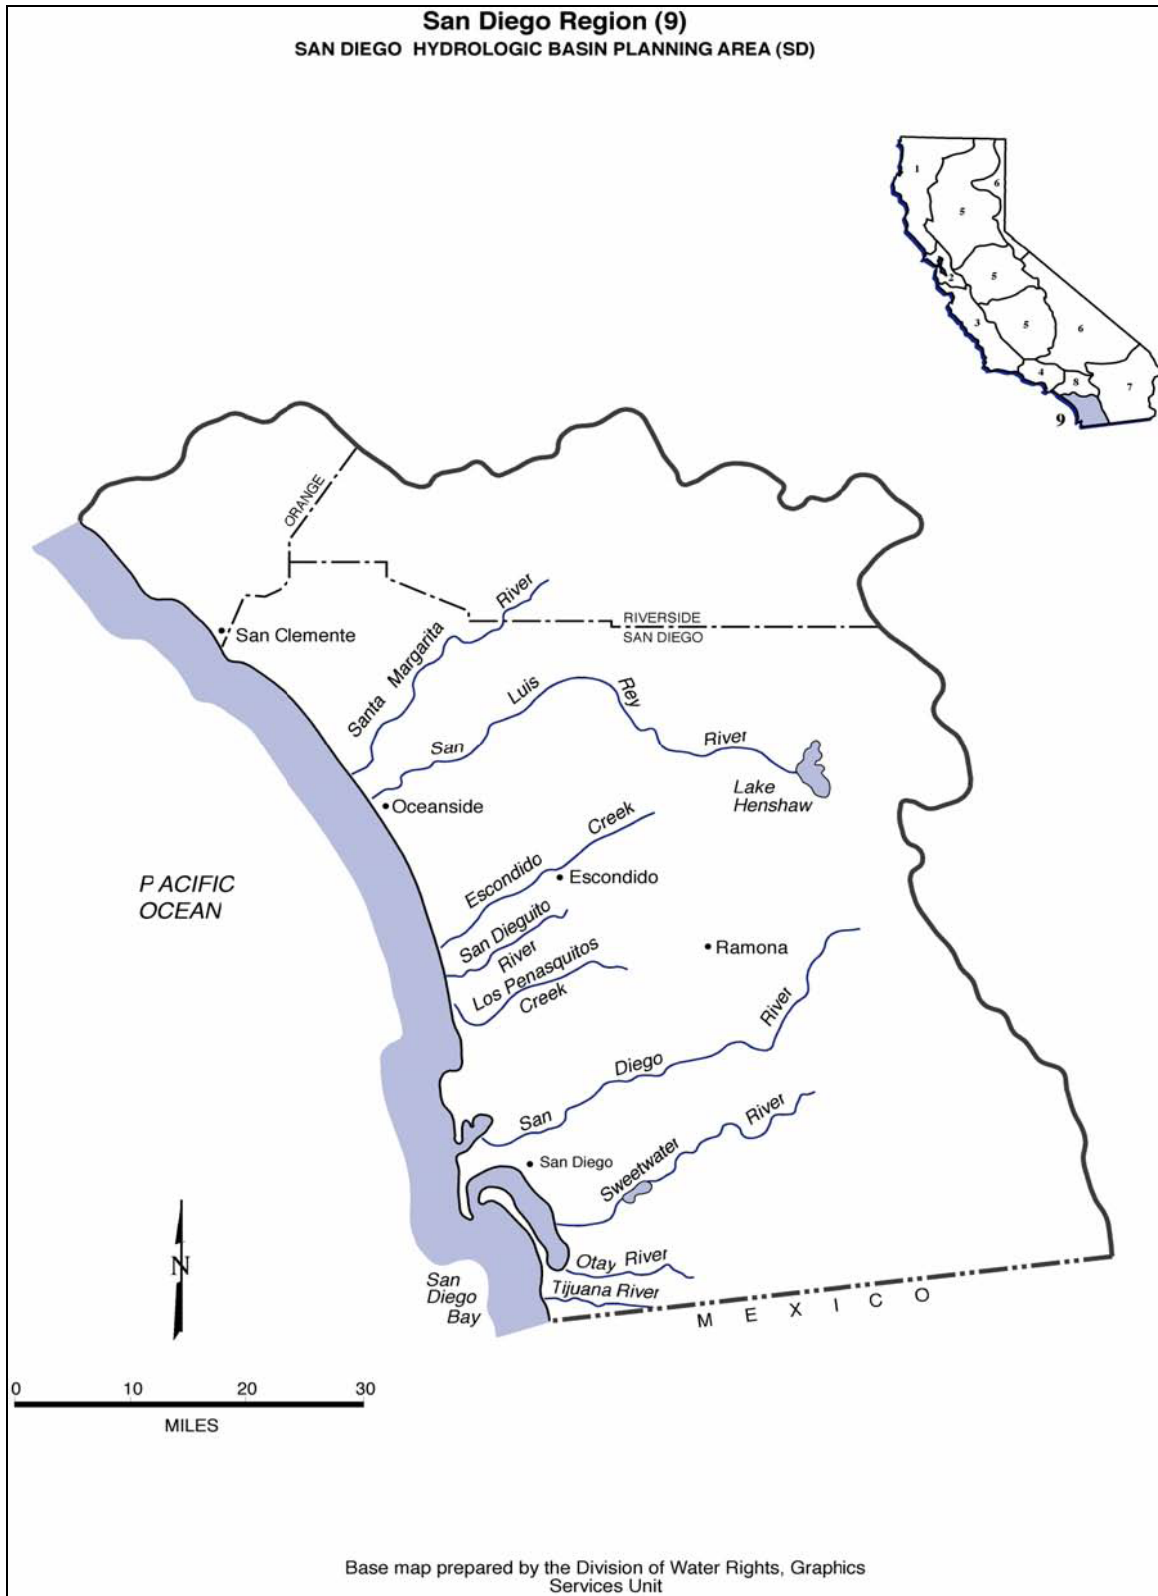 San Diego Region (9)
SAN DIEGO HYDROLOGIC BASIN PLANNING AREA (SD)
1
6
5
2
5
3
5
6
4
8
7
9
ORANGE
RIVERSIDE
SAN DIEGO
San Clemente
Santa Margarita River
San Luis Rey River
Lake
Henshaw
Oceanside
Escondido Creek
Escondido
PACIFIC
OCEAN
San Dieguito
River
Los Penasquitos
Creek
Ramona
San Diego River
San Diego
Sweetwater River
Otay River
Tijuana River
San
Diego
Bay
MEXICO
N
0 10 20 30
MILES
Base map prepared by the Division of Water Rights, Graphics
Services Unit